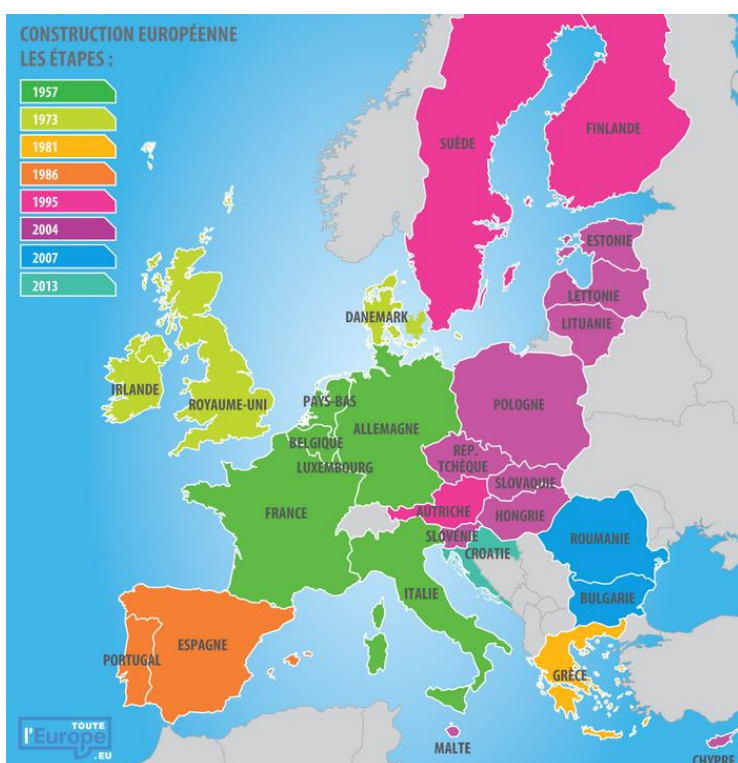 CONSTRUCTION EUROPÉENNE
LES ÉTAPES :
1957
1973
1981
1986
1995
2004
2007
2013
SUÈDE
FINLANDE
ESTONIE
LETTONIE
LITUANIE
DANEMARK
IRLANDE
ROYAUME-UNI
PAYS-BAS
BELGIQUE
ALLEMAGNE
LUXEMBOURG
POLOGNE
REP.
TCHÈQUE
SLOVAQUIE
FRANCE
AUTRICHE
HONGRIE
SLOVÉNIE
CROATIE
ROUMANIE
ITALIE
BULGARIE
PORTUGAL
ESPAGNE
GRÈCE
MALTE
CHYPRE
TOUTE
l'Europe
.EU